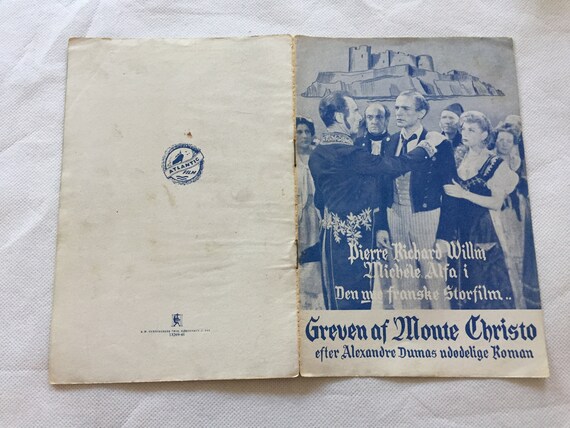 ATLANTIC
FILM
Pierre Richard Willm
Michèle Alfa i
Den nye franske Storfilm..
Greven af Monte Christo
efter Alexandre Dumas udødelige Roman